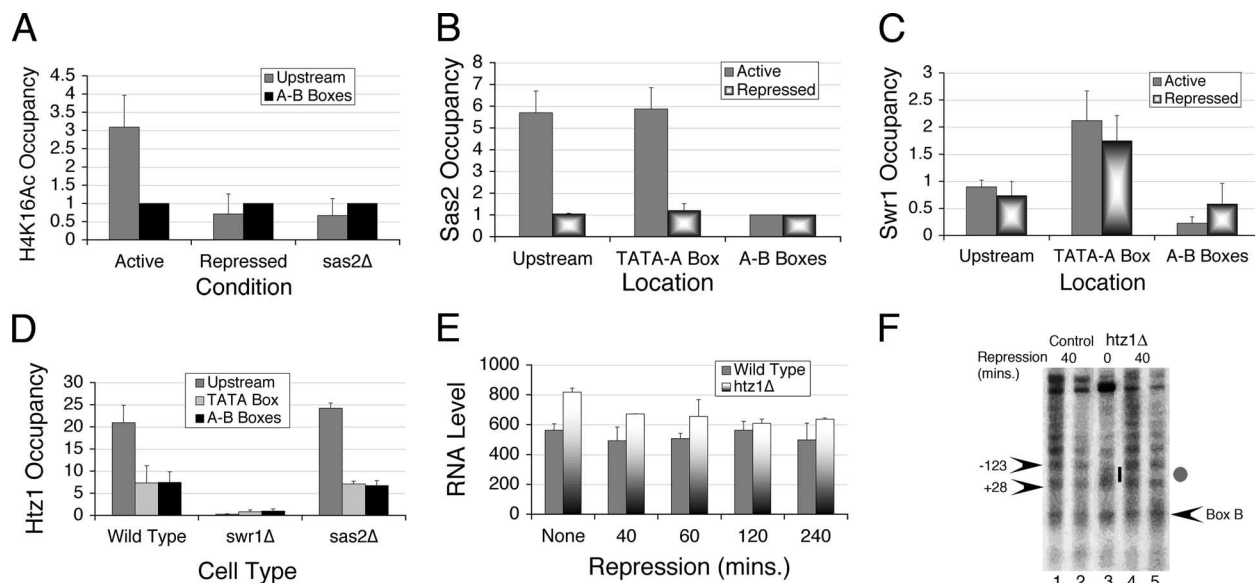 A
H4K16Ac Occupancy
4.5
4
3.5
3
2.5
2
1.5
1
0.5
0
Upstream
A-B Boxes
Active Repressed sas2Δ
Condition
B
Sas2 Occupancy
8
7
6
5
4
3
2
1
0
Active
Repressed
Upstream TATA-A Box A-B Boxes
Location
C
Swr1 Occupancy
3
2.5
2
1.5
1
0.5
0
Active
Repressed
Upstream TATA-A Box A-B Boxes
Location
D
Htz1 Occupancy
30
25
20
15
10
5
0
Upstream
TATA Box
A-B Boxes
Wild Type swr1Δ sas2Δ
Cell Type
E
RNA Level
1000
800
600
400
200
0
Wild Type
htz1Δ
None 40 60 120 240
Repression (mins.)
F
Control htz1Δ
Repression 40 0 40
(mins.)
-123
+28
Box B
1 2 3 4 5